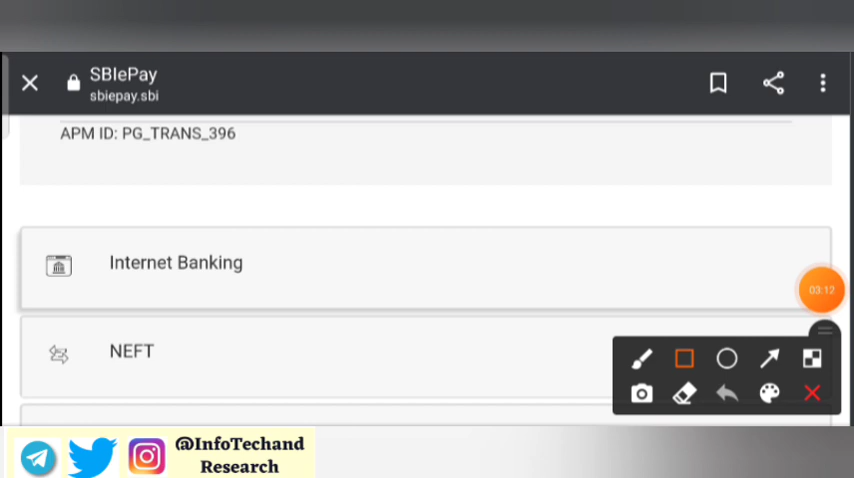 SBIePay
sbiepay.sbi
APM ID: PG_TRANS_396
Internet Banking
03:12
NEFT
@InfoTechand
Research